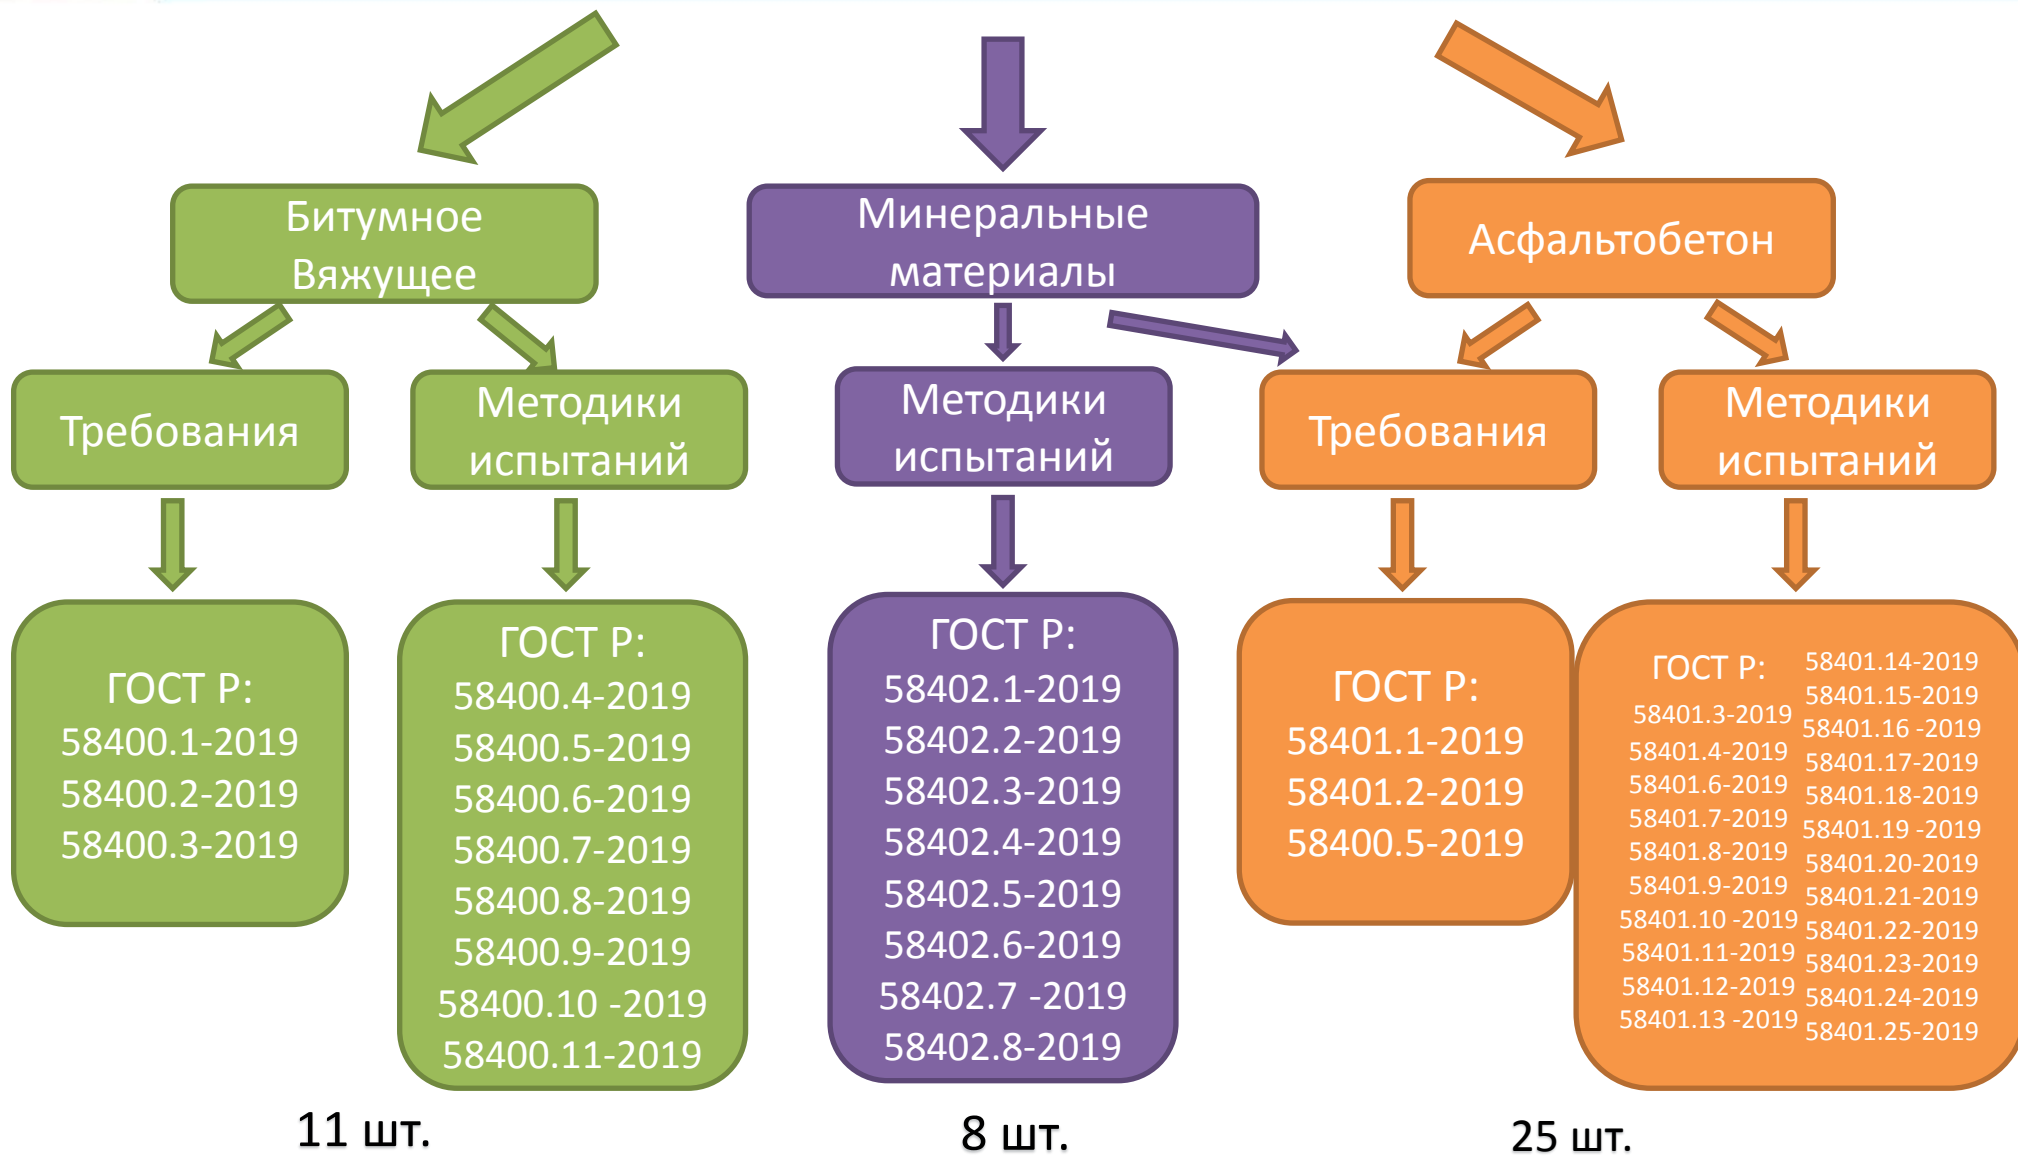 Битумное
Вяжущее
Минеральные
материалы
Асфальтобетон
Требования
Методики
испытаний
Методики
испытаний
Требования
Методики
испытаний
ГОСТ Р:
58400.1-2019
58400.2-2019
58400.3-2019
ГОСТ Р:
58400.4-2019
58400.5-2019
58400.6-2019
58400.7-2019
58400.8-2019
58400.9-2019
58400.10 -2019
58400.11-2019
ГОСТ Р:
58402.1-2019
58402.2-2019
58402.3-2019
58402.4-2019
58402.5-2019
58402.6-2019
58402.7 -2019
58402.8-2019
ГОСТ Р:
58401.1-2019
58401.2-2019
58400.5-2019
ГОСТ Р:
58401.3-2019
58401.4-2019
58401.6-2019
58401.7-2019
58401.8-2019
58401.9-2019
58401.10 -2019
58401.11-2019
58401.12-2019
58401.13 -2019
58401.14-2019
58401.15-2019
58401.16 -2019
58401.17-2019
58401.18-2019
58401.19 -2019
58401.20-2019
58401.21-2019
58401.22-2019
58401.23-2019
58401.24-2019
58401.25-2019
11 шт.
8 шт.
25 шт.